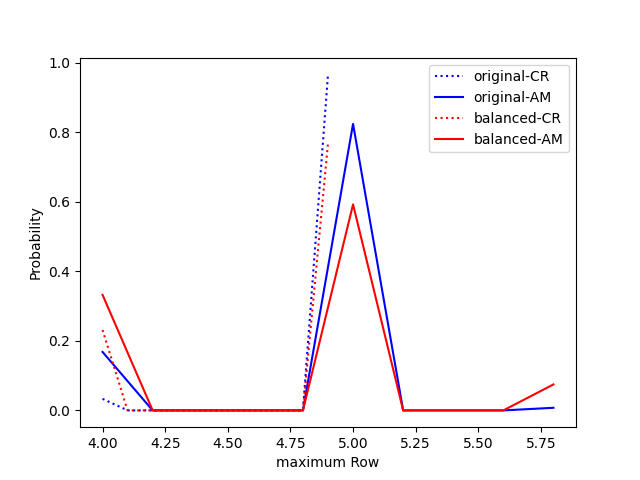 original-CR
original-AM
balanced-CR
balanced-AM
Probability
1.0
0.8
0.6
0.4
0.2
0.0
4.00 4.25 4.50 4.75 5.00 5.25 5.50 5.75
maximum Row